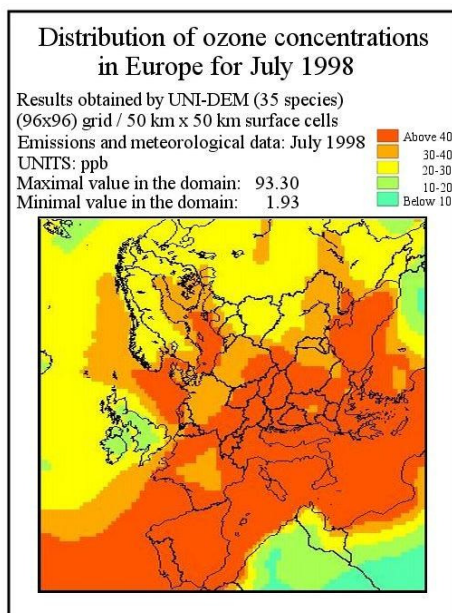 Distribution of ozone concentrations
in Europe for July 1998
Results obtained by UNI-DEM (35 species)
(96x96) grid / 50 km x 50 km surface cells
Emissions and meteorological data: July 1998
UNITS: ppb
Maximal value in the domain: 93.30
Minimal value in the domain: 1.93
Above 40
30-40
20-30
10-20
Below 10